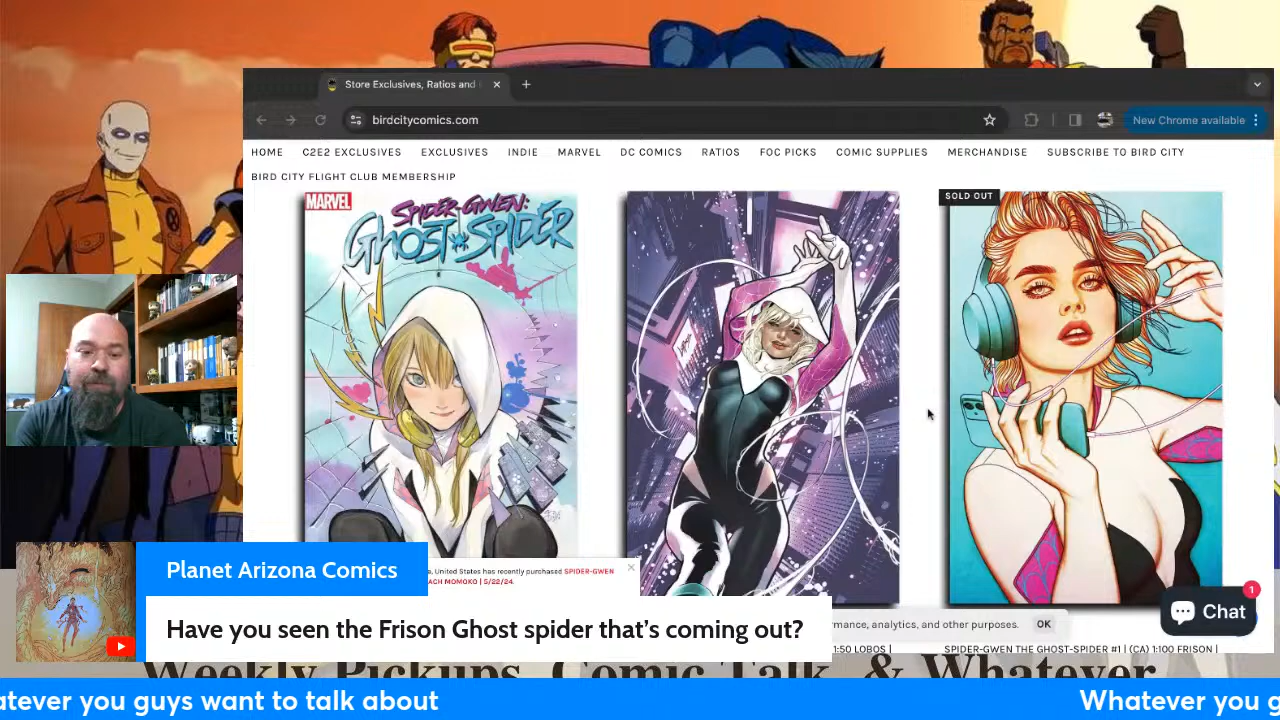 Store Exclusives, Ratios and
birdcitycomics.com
New Chrome available
HOME C2E2 EXCLUSIVES EXCLUSIVES INDIE MARVEL DC COMICS RATIOS FOC PICKS COMIC SUPPLIES MERCHANDISE SUBSCRIBE TO BIRD CITY
BIRD CITY FLIGHT CLUB MEMBERSHIP
MARVEL
SPIDER-GWEN:
GHOST SPIDER
SOLD OUT
United States has recently purchased SPIDER-GWEN
MOMOKO | 5/22/24.
Planet Arizona Comics
Have you seen the Frison Ghost spider that's coming out?
analytics, and other purposes.
OK
1
Chat
1:50 LOBOS |
SPIDER-GWEN THE GHOST-SPIDER #1 | (CA) 1:100 FRISON |
Weekly Pickups, Comic Talk, & Whatever
you guys want to talk about
Whatever you